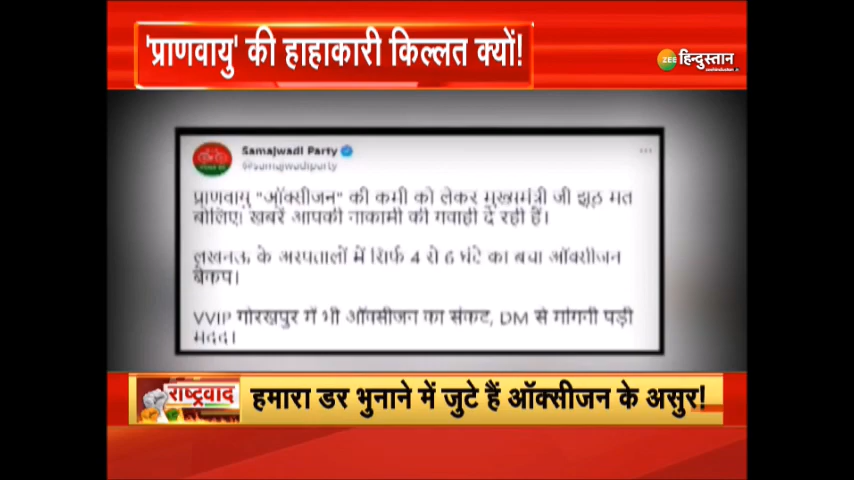 'प्राणवायु' की हाहाकारी किल्लत क्यों!
ZEE हिन्दुस्तान
Samajwadi Party
@samajwadiparty
प्राणवायु "ऑक्सीजन" की कमी को लेकर मुख्यमंत्री जी झूठ मत
बोलिए। खबरें आपकी नाकामी की गवाही दे रही हैं।
लखनऊ के अस्पतालों में सिर्फ 4 से 6 घंटे का बचा ऑक्सीजन
बैकप।
VVIP गोरखपुर में भी ऑक्सीजन का संकट, DM से मांगनी पड़ी
मदद।
राष्ट्रवाद
हमारा डर भुनाने में जुटे हैं ऑक्सीजन के असुर!